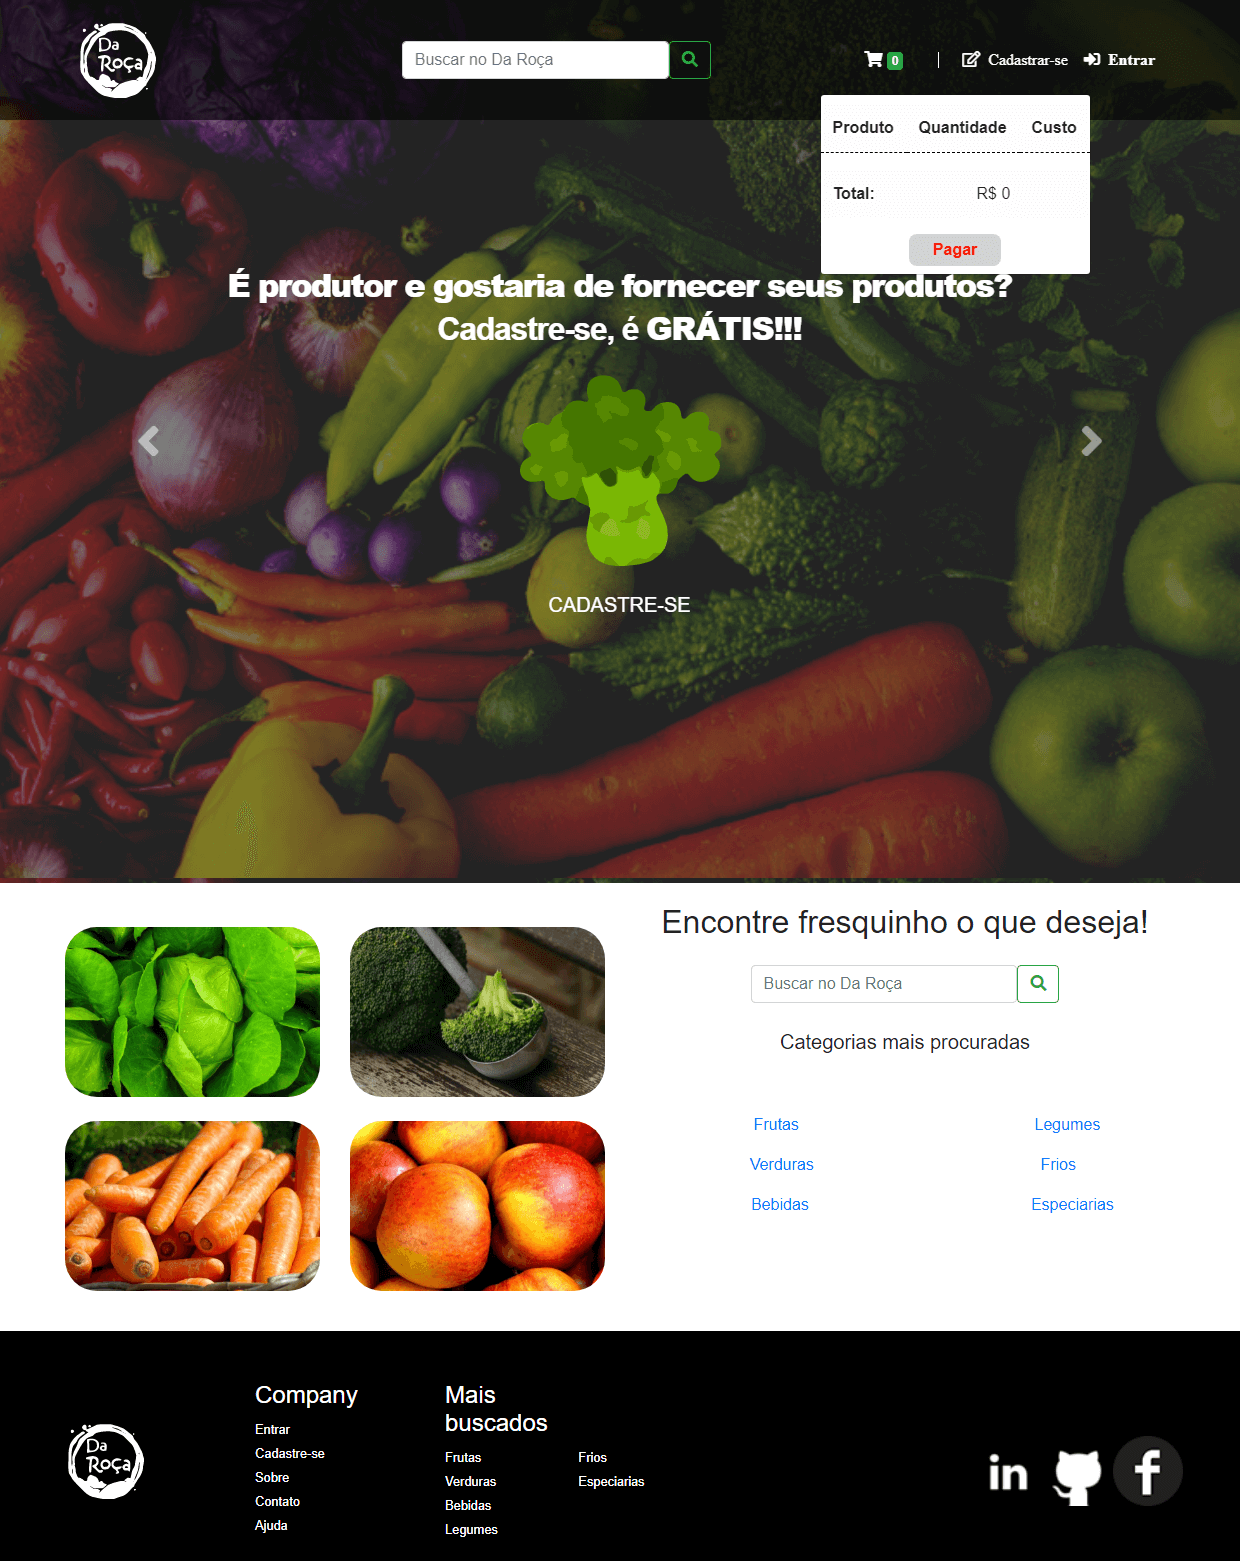 Da
Roça
Buscar no Da Roça
0
Cadastrar-se
Entrar
Produto Quantidade Custo
Total: R$ 0
Pagar
É produtor e gostaria de fornecer seus produtos?
Cadastre-se, é GRÁTIS!!!
CADASTRE-SE
Encontre fresquinho o que deseja!
Buscar no Da Roça
Categorias mais procuradas
Frutas Legumes
Verduras Frios
Bebidas Especiarias
Da
Roça
Company
Entrar
Cadastre-se
Sobre
Contato
Ajuda
Mais
buscados
Frutas
Verduras
Bebidas
Legumes
Frios
Especiarias
in
f